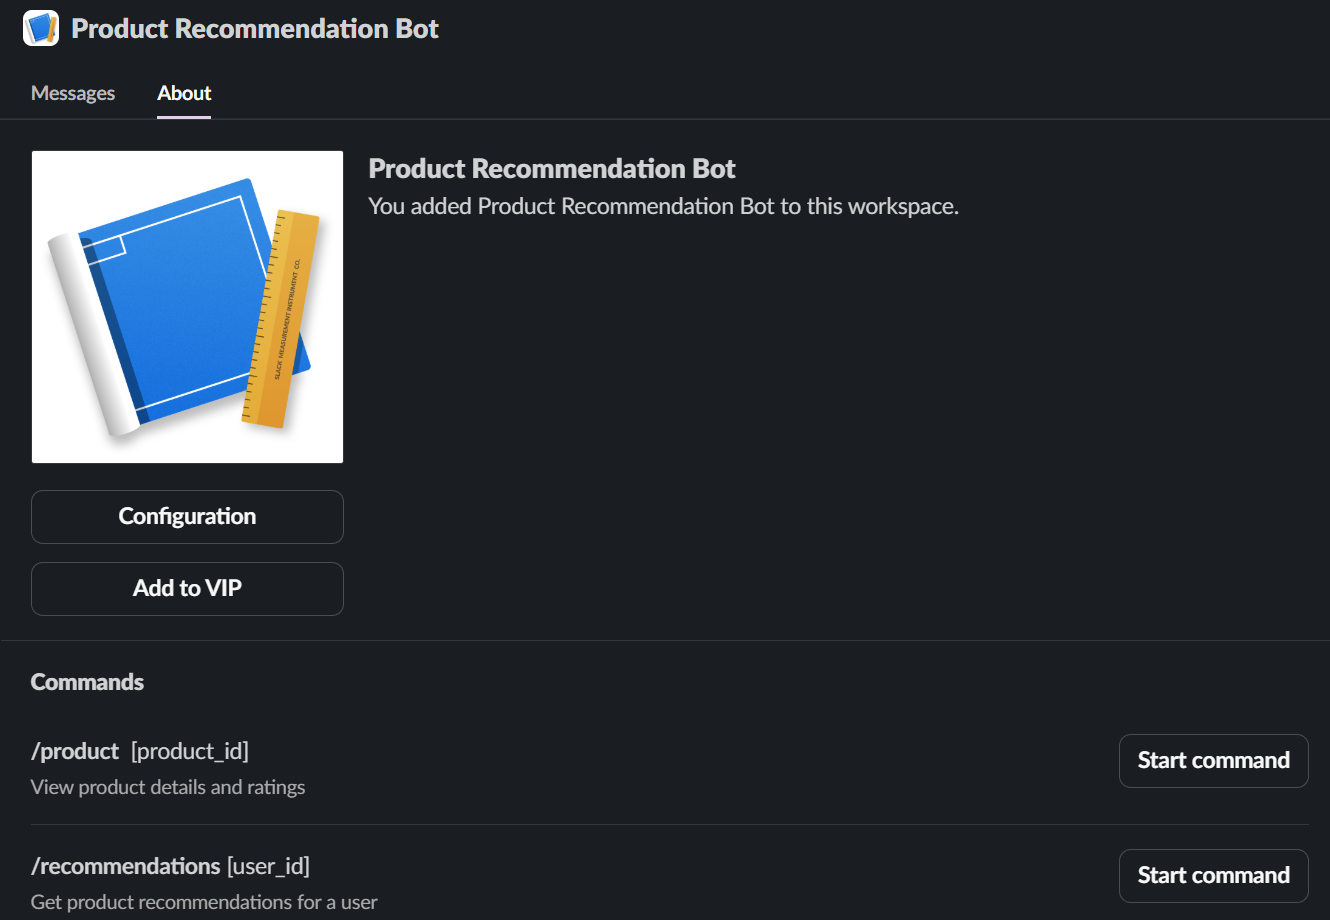 Product Recommendation Bot
Messages About
Product Recommendation Bot
You added Product Recommendation Bot to this workspace.
SLACK MEASUREMENT INSTRUMENT CO.
Configuration
Add to VIP
Commands
/product [product_id]
View product details and ratings
Start command
/recommendations [user_id]
Get product recommendations for a user
Start command